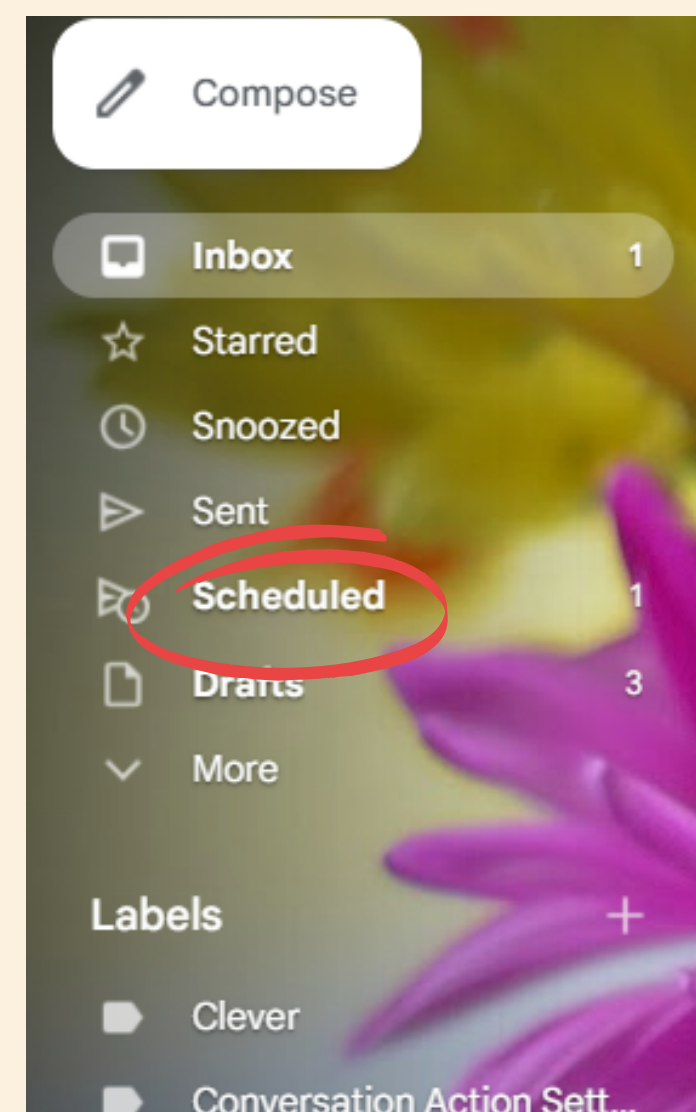 Compose
Inbox 1
Starred
Snoozed
Sent
Scheduled 1
Drafts 3
More
Labels
Clever
Conversation Action Sett...